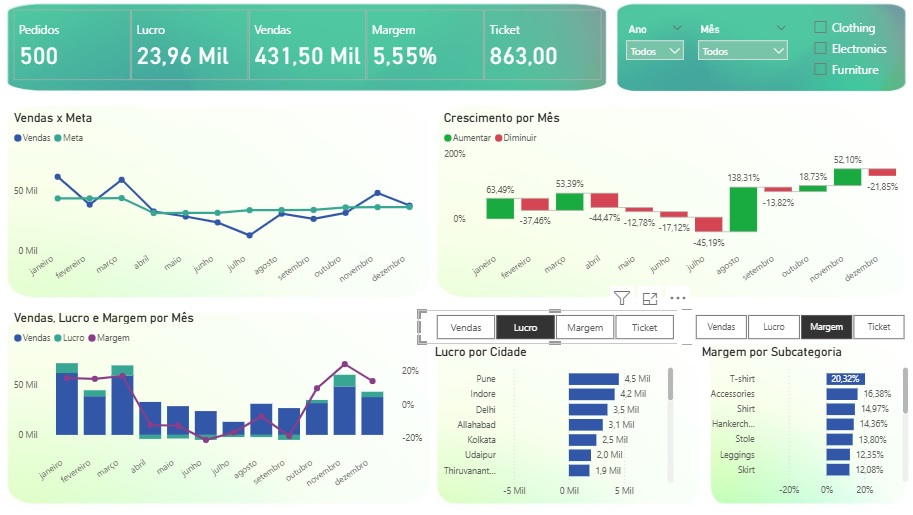 Pedidos
500
Lucro
23,96 Mil
Vendas
431,50 Mil
Margem
5,55%
Ticket
863,00
Ano
Todos
Mês
Todos
Clothing
Electronics
Furniture
Vendas x Meta
Vendas Meta
50 Mil
0 Mil
janeiro
fevereiro
março
abril
maio
junho
julho
agosto
setembro
outubro
novembro
dezembro
Crescimento por Mês
Aumentar Diminuir
200%
0%
63,49%
-37,46%
53,39%
-44,47%
-12,78%
-17,12%
-45,19%
138,31%
-13,82%
18,73%
52,10%
-21,85%
janeiro
fevereiro
março
abril
maio
junho
julho
agosto
setembro
outubro
novembro
dezembro
Vendas, Lucro e Margem por Mês
Vendas Lucro Margem
50 Mil
0 Mil
20%
0%
-20%
janeiro
fevereiro
março
abril
maio
junho
julho
agosto
setembro
outubro
novembro
dezembro
Vendas Lucro Margem Ticket
Lucro por Cidade
Pune 4,5 Mil
Indore 4,2 Mil
Delhi 3,5 Mil
Allahabad 3,1 Mil
Kolkata 2,5 Mil
Udaipur 2,0 Mil
Thiruvanant... 1,9 Mil
-5 Mil 0 Mil 5 Mil
Vendas Lucro Margem Ticket
Margem por Subcategoria
T-shirt 20,32%
Accessories 16,38%
Shirt 14,97%
Hankerch... 14,36%
Stole 13,80%
Leggings 12,35%
Skirt 12,08%
-20% 0% 20%